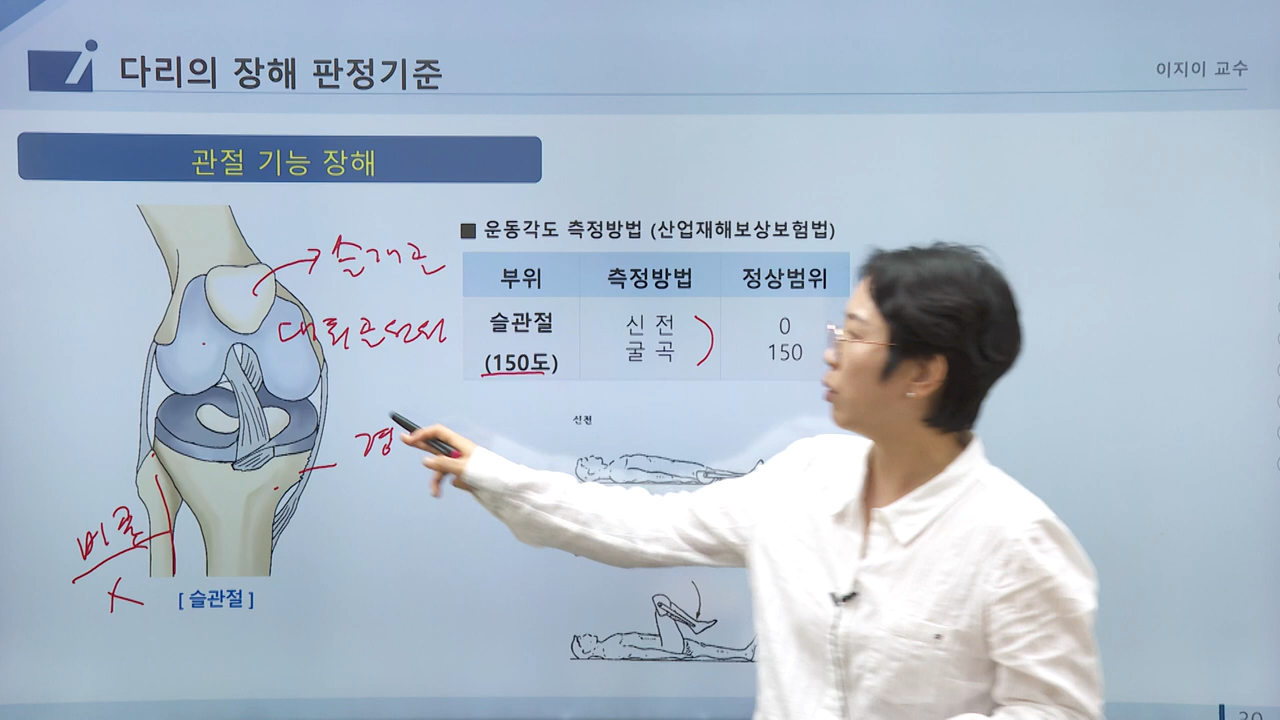 다리의 장해 판정기준
이지이 교수
관절 기능 장해
■ 운동각도 측정방법 (산업재해보상보험법)
부위 측정방법 정상범위
슬관절 신 전 0
(150도) 굴 곡 150
슬개골
대퇴골
경
비골
신전
[ 슬관절 ]